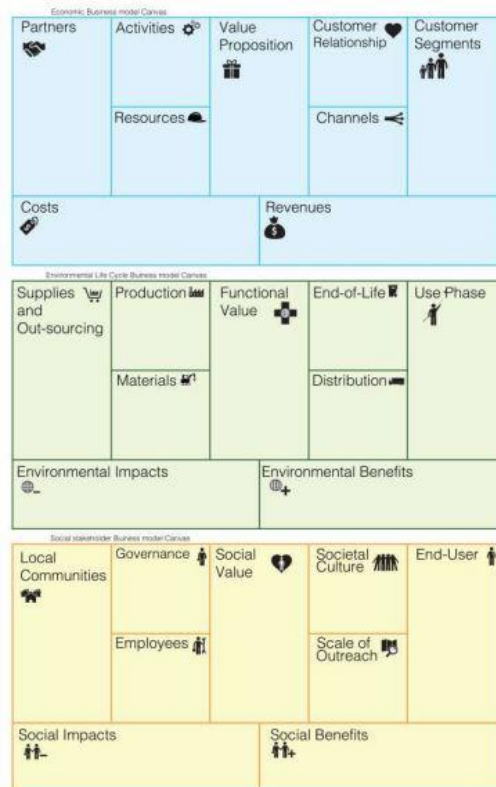 Economic Business model Canvas
Partners
Activities
Value
Proposition
Customer
Relationship
Customer
Segments
Resources
Channels
Costs
Revenues
Environmental Life Cycle Buiness model Canvas
Supplies
and
Out-sourcing
Production
Functional
Value
End-of-Life
Use Phase
Materials
Distribution
Environmental Impacts
Environmental Benefits
Social stakeholder Buiness model Canvas
Local
Communities
Governance
Social
Value
Societal
Culture
End-User
Employees
Scale of
Outreach
Social Impacts
Social Benefits